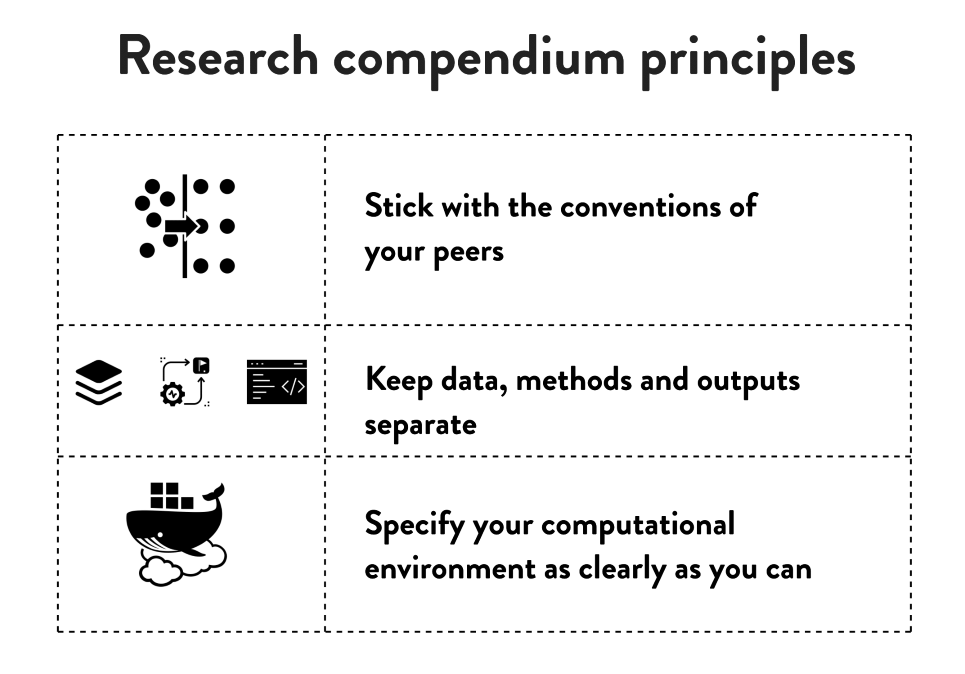 Research compendium principles
Stick with the conventions of
your peers
Keep data, methods and outputs
separate
</>
Specify your computational
environment as clearly as you can